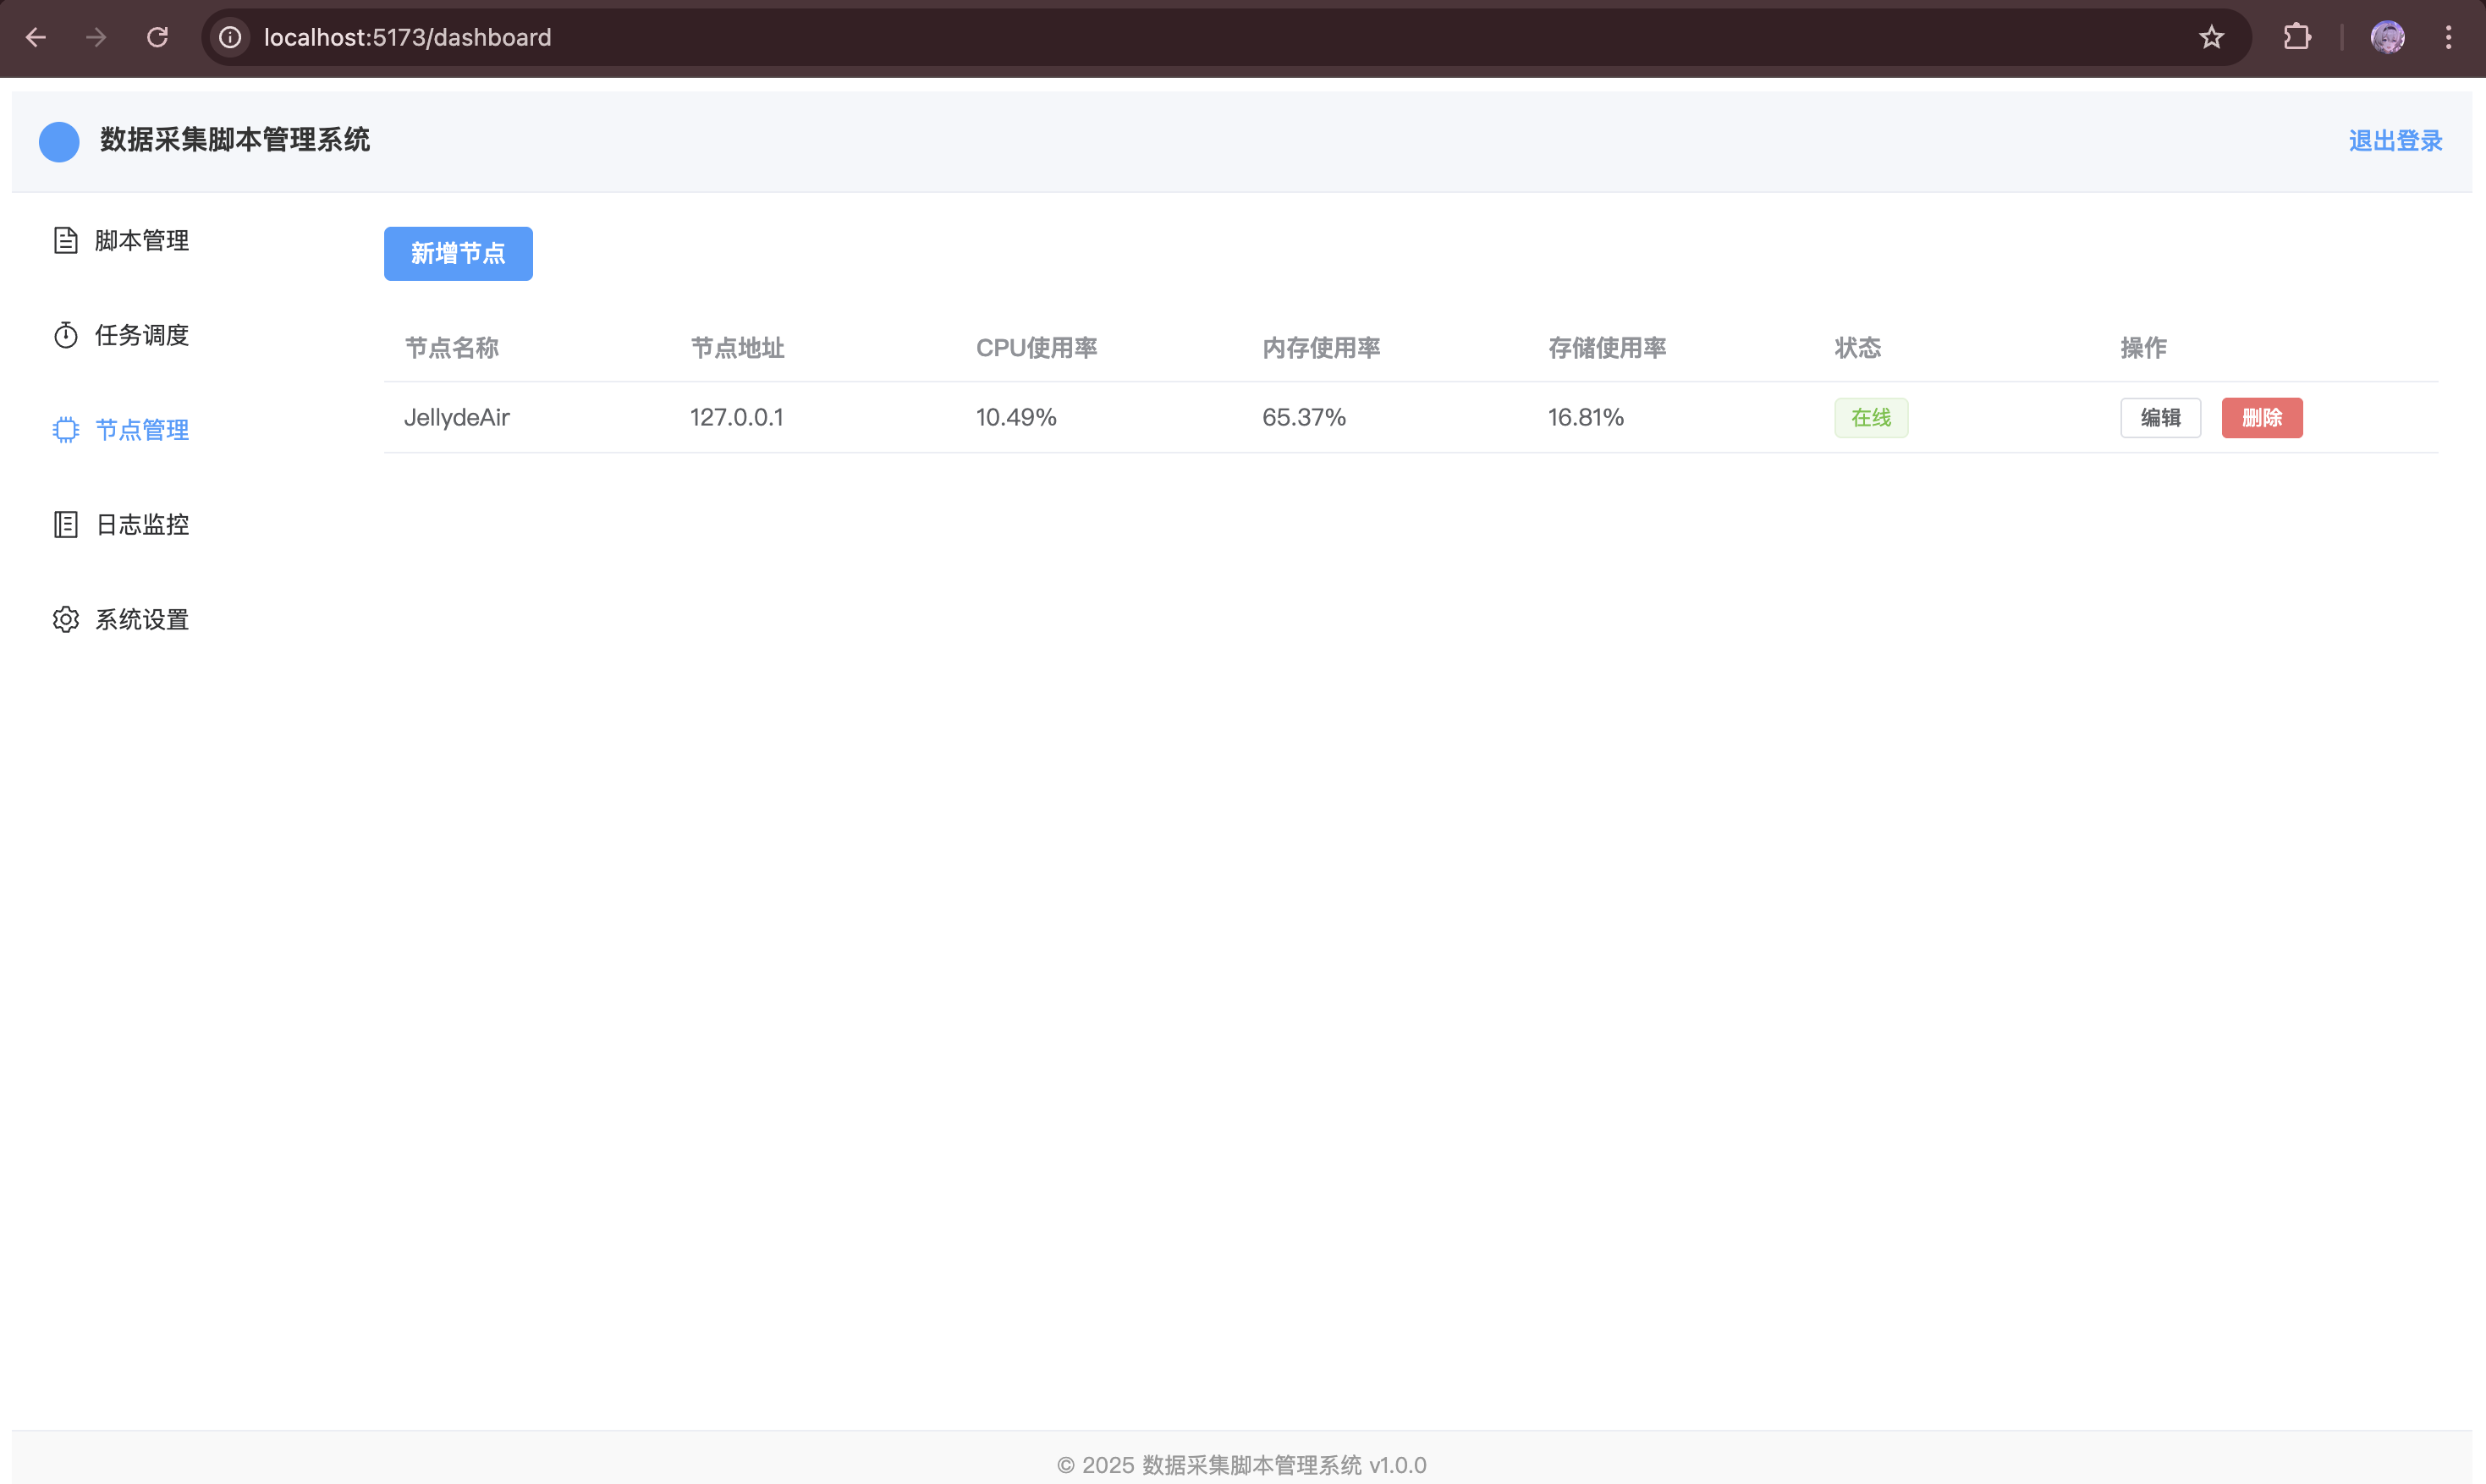 localhost:5173/dashboard
数据采集脚本管理系统
退出登录
脚本管理
任务调度
节点管理
日志监控
系统设置
新增节点
节点名称 节点地址 CPU使用率 内存使用率 存储使用率 状态 操作
JellydeAir 127.0.0.1 10.49% 65.37% 16.81% 在线 编辑 删除
© 2025 数据采集脚本管理系统 v1.0.0